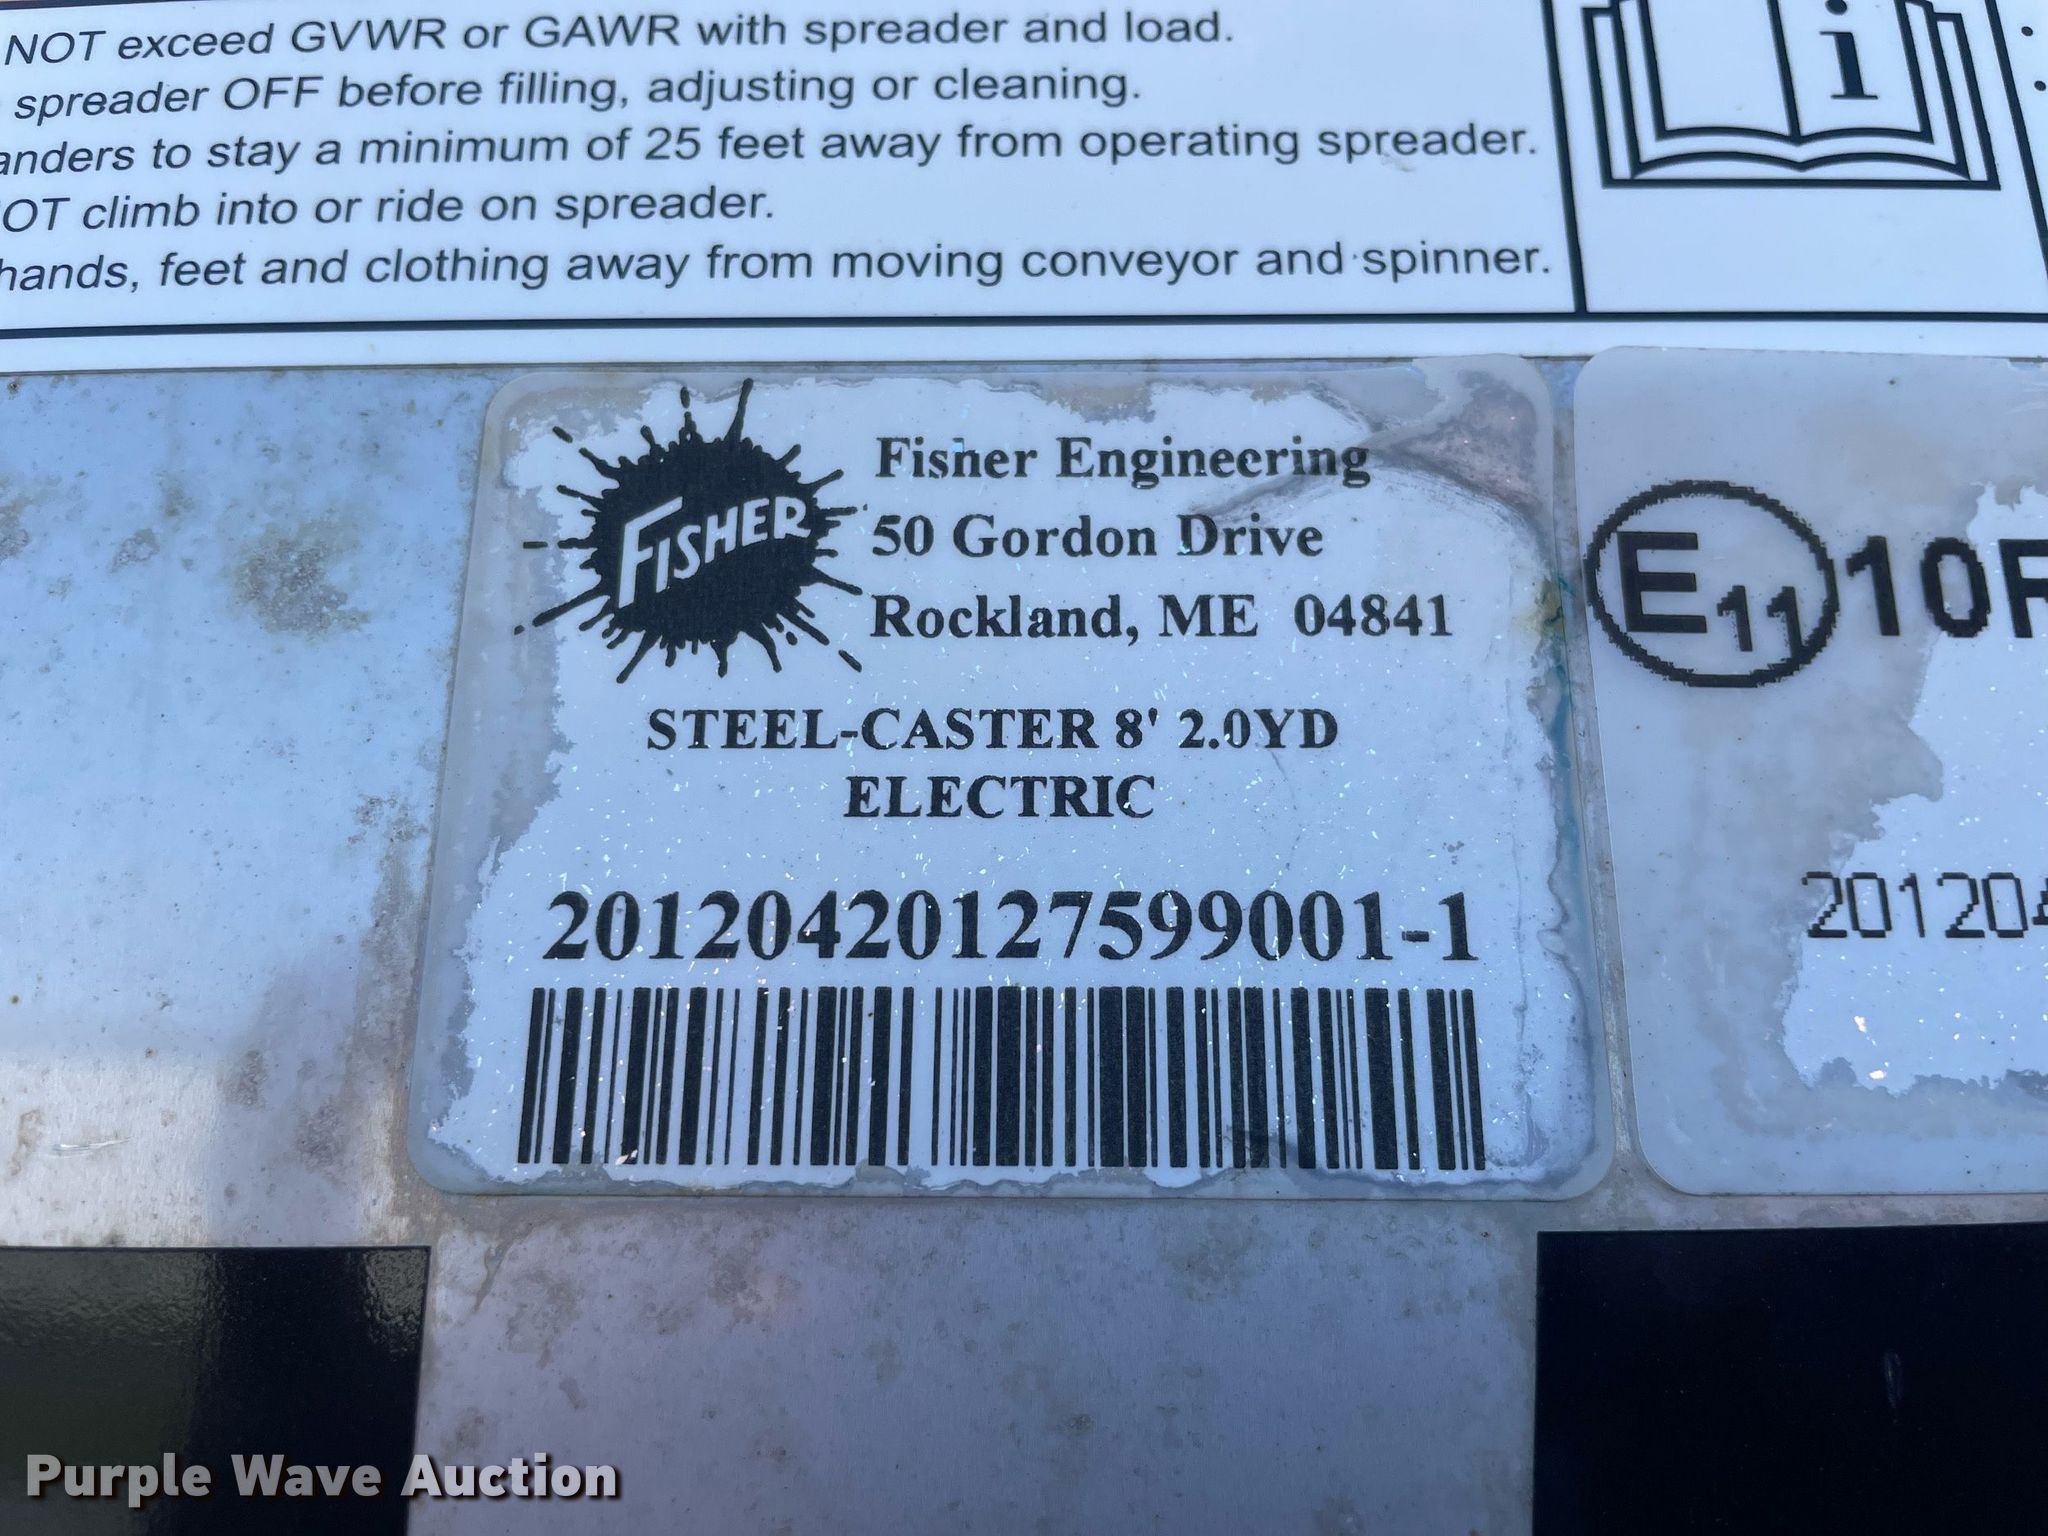 NOT exceed GVWR or GAWR with spreader and load.
spreader OFF before filling, adjusting or cleaning.
anders to stay a minimum of 25 feet away from operating spreader.
OT climb into or ride on spreader.
hands, feet and clothing away from moving conveyor and spinner.
i
FISHER
Fisher Engineering
50 Gordon Drive
Rockland, ME 04841
STEEL-CASTER 8' 2.0YD
ELECTRIC
20120420127599001-1
E11 10R
201204
Purple Wave Auction